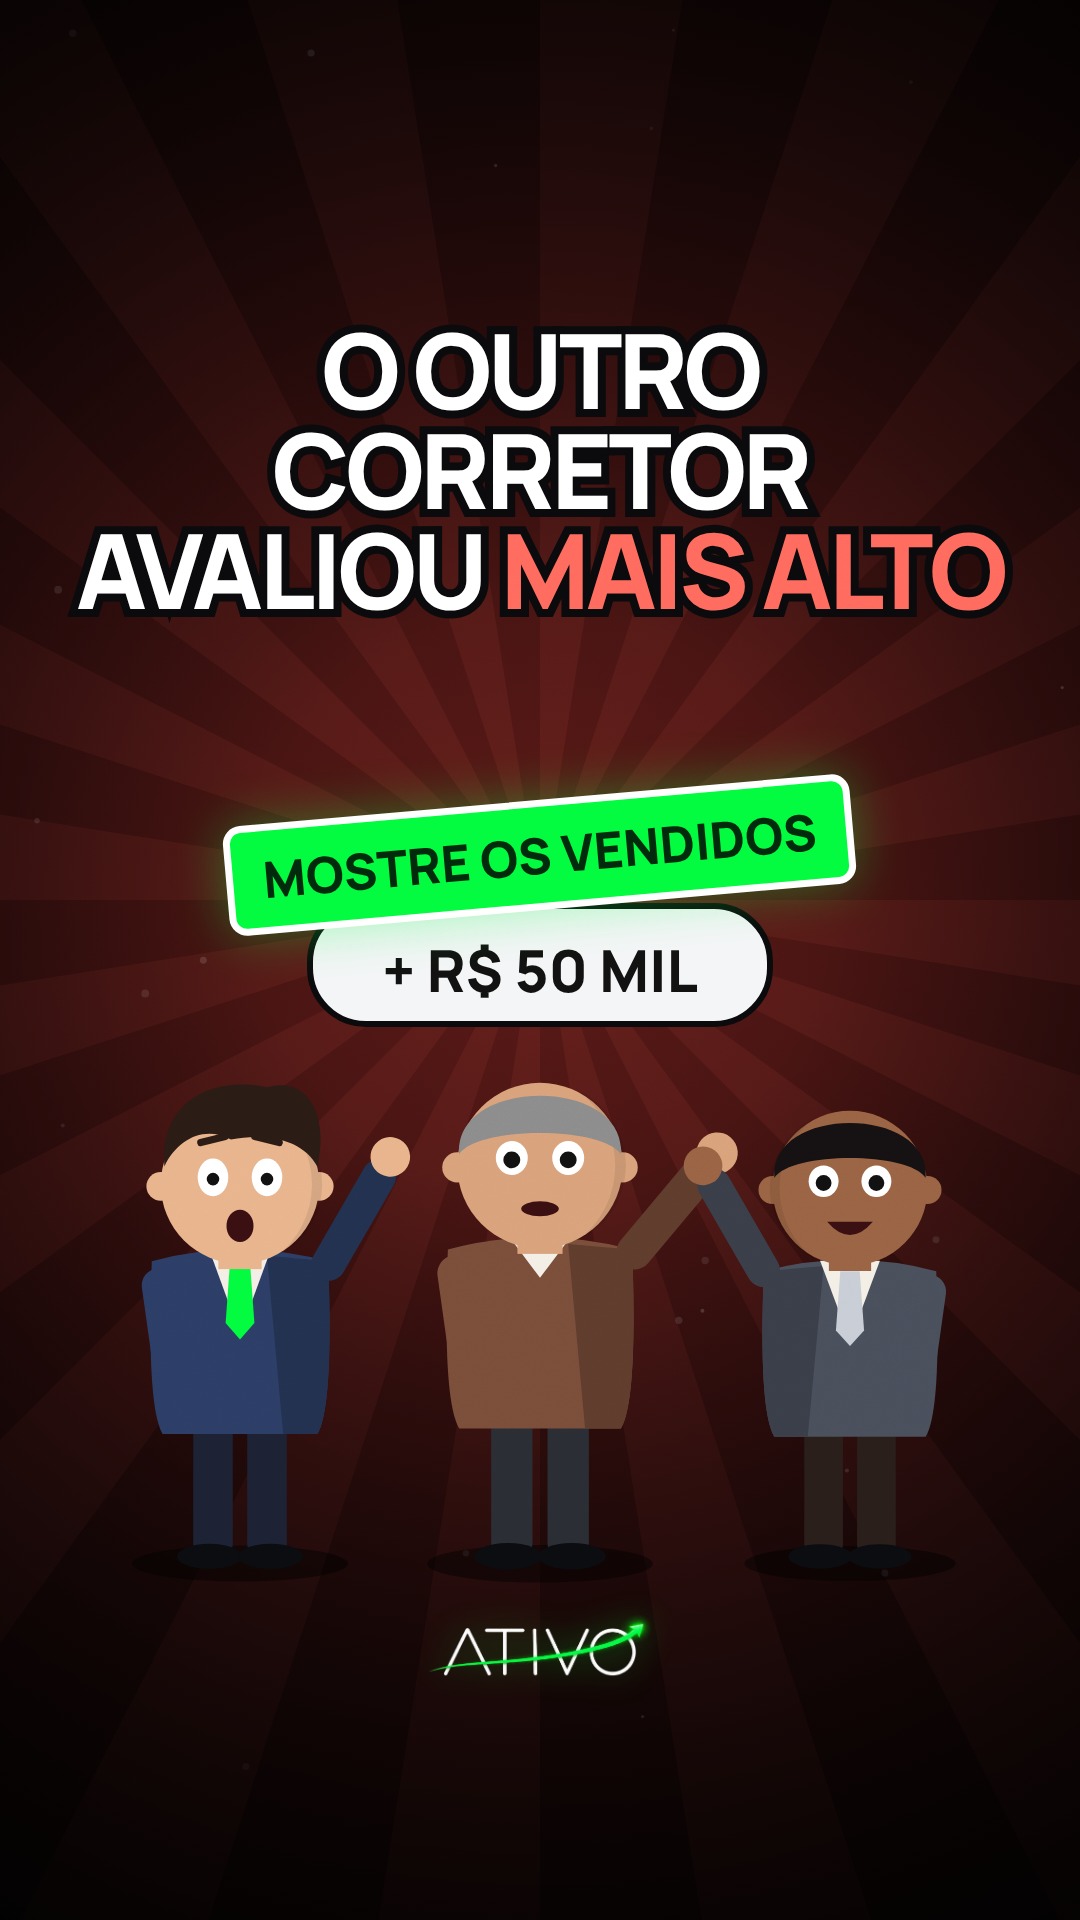 O OUTRO
CORRETOR
AVALIOU MAIS ALTO
MOSTRE OS VENDIDOS
+ R$ 50 MIL
ATIVO